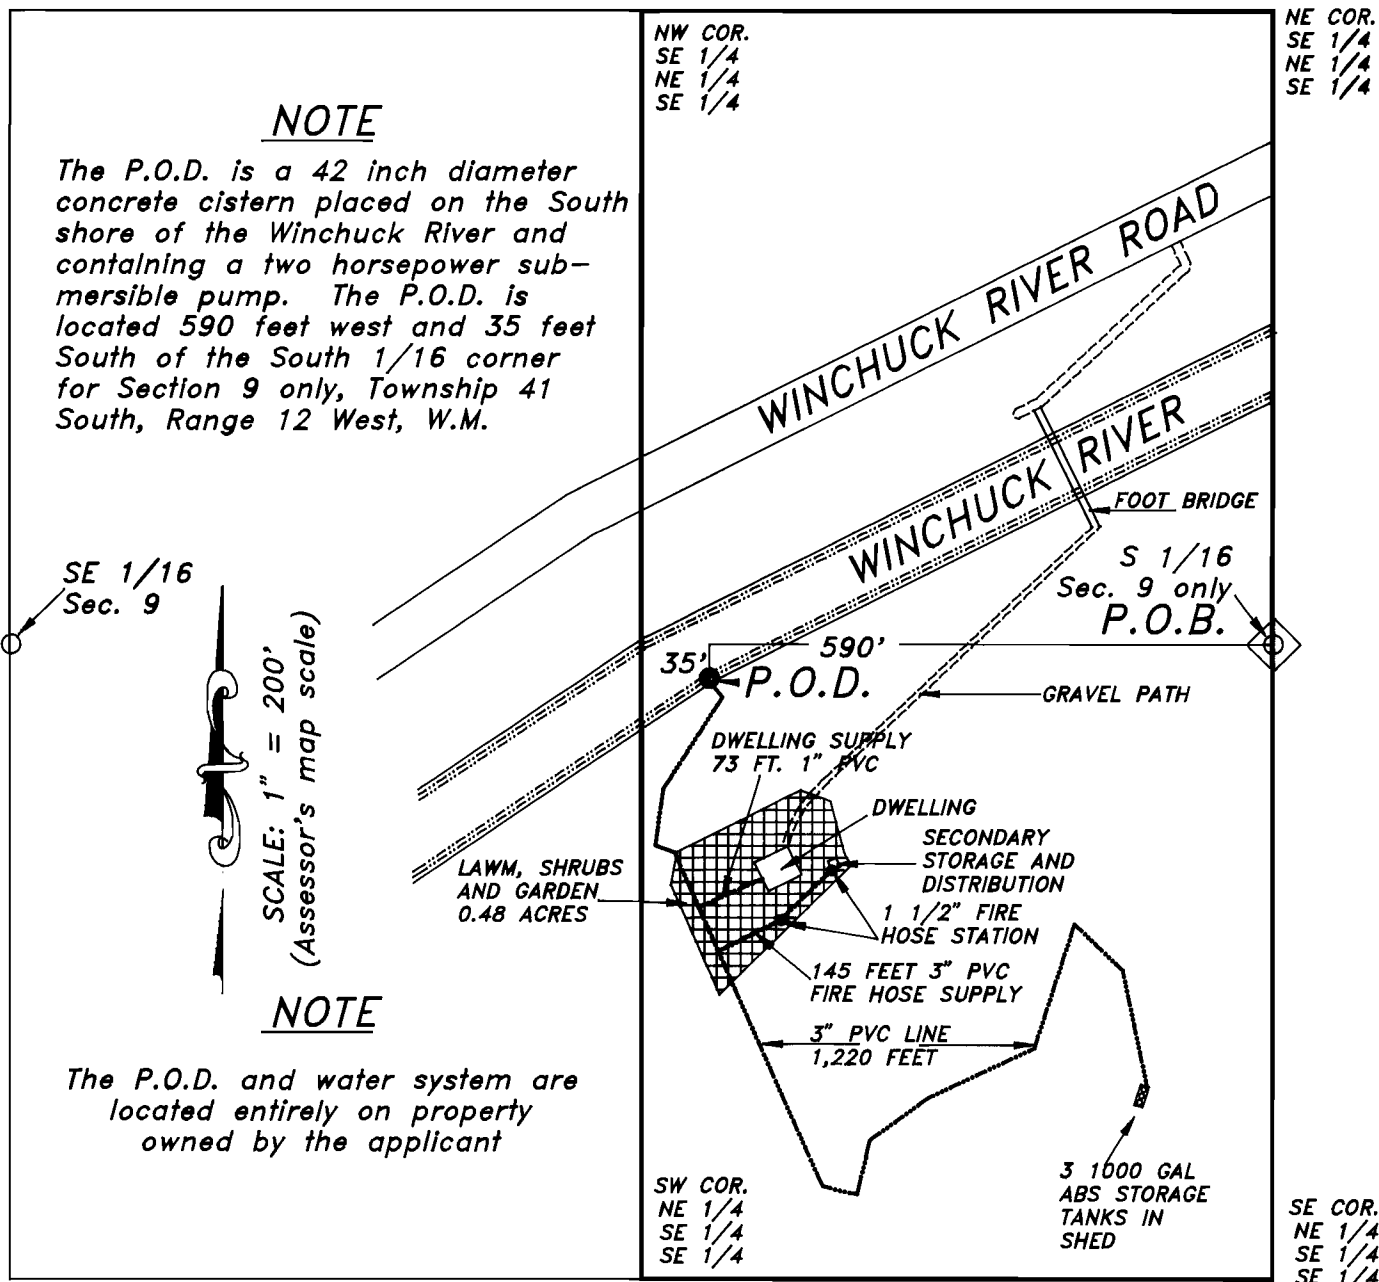 NOTE
The P.O.D. is a 42 inch diameter
concrete cistern placed on the South
shore of the Winchuck River and
containing a two horsepower sub-
mersible pump. The P.O.D. is
located 590 feet west and 35 feet
South of the South 1/16 corner
for Section 9 only, Township 41
South, Range 12 West, W.M.
NW COR.
SE 1/4
NE 1/4
SE 1/4
NE COR.
SE 1/4
NE 1/4
SE 1/4
WINCHUCK RIVER ROAD
WINCHUCK RIVER
FOOT BRIDGE
SE 1/16
Sec. 9
S 1/16
Sec. 9 only
P.O.B.
SCALE: 1" = 200'
(Assessor's map scale)
35'
590'
P.O.D.
GRAVEL PATH
DWELLING SUPPLY
73 FT. 1" PVC
DWELLING
SECONDARY
STORAGE AND
DISTRIBUTION
LAWM, SHRUBS
AND GARDEN
0.48 ACRES
1 1/2" FIRE
HOSE STATION
145 FEET 3" PVC
FIRE HOSE SUPPLY
3" PVC LINE
1,220 FEET
NOTE
The P.O.D. and water system are
located entirely on property
owned by the applicant
3 1000 GAL
ABS STORAGE
TANKS IN
SHED
SW COR.
NE 1/4
SE 1/4
SE 1/4
SE COR.
NE 1/4
SE 1/4
SE 1/4